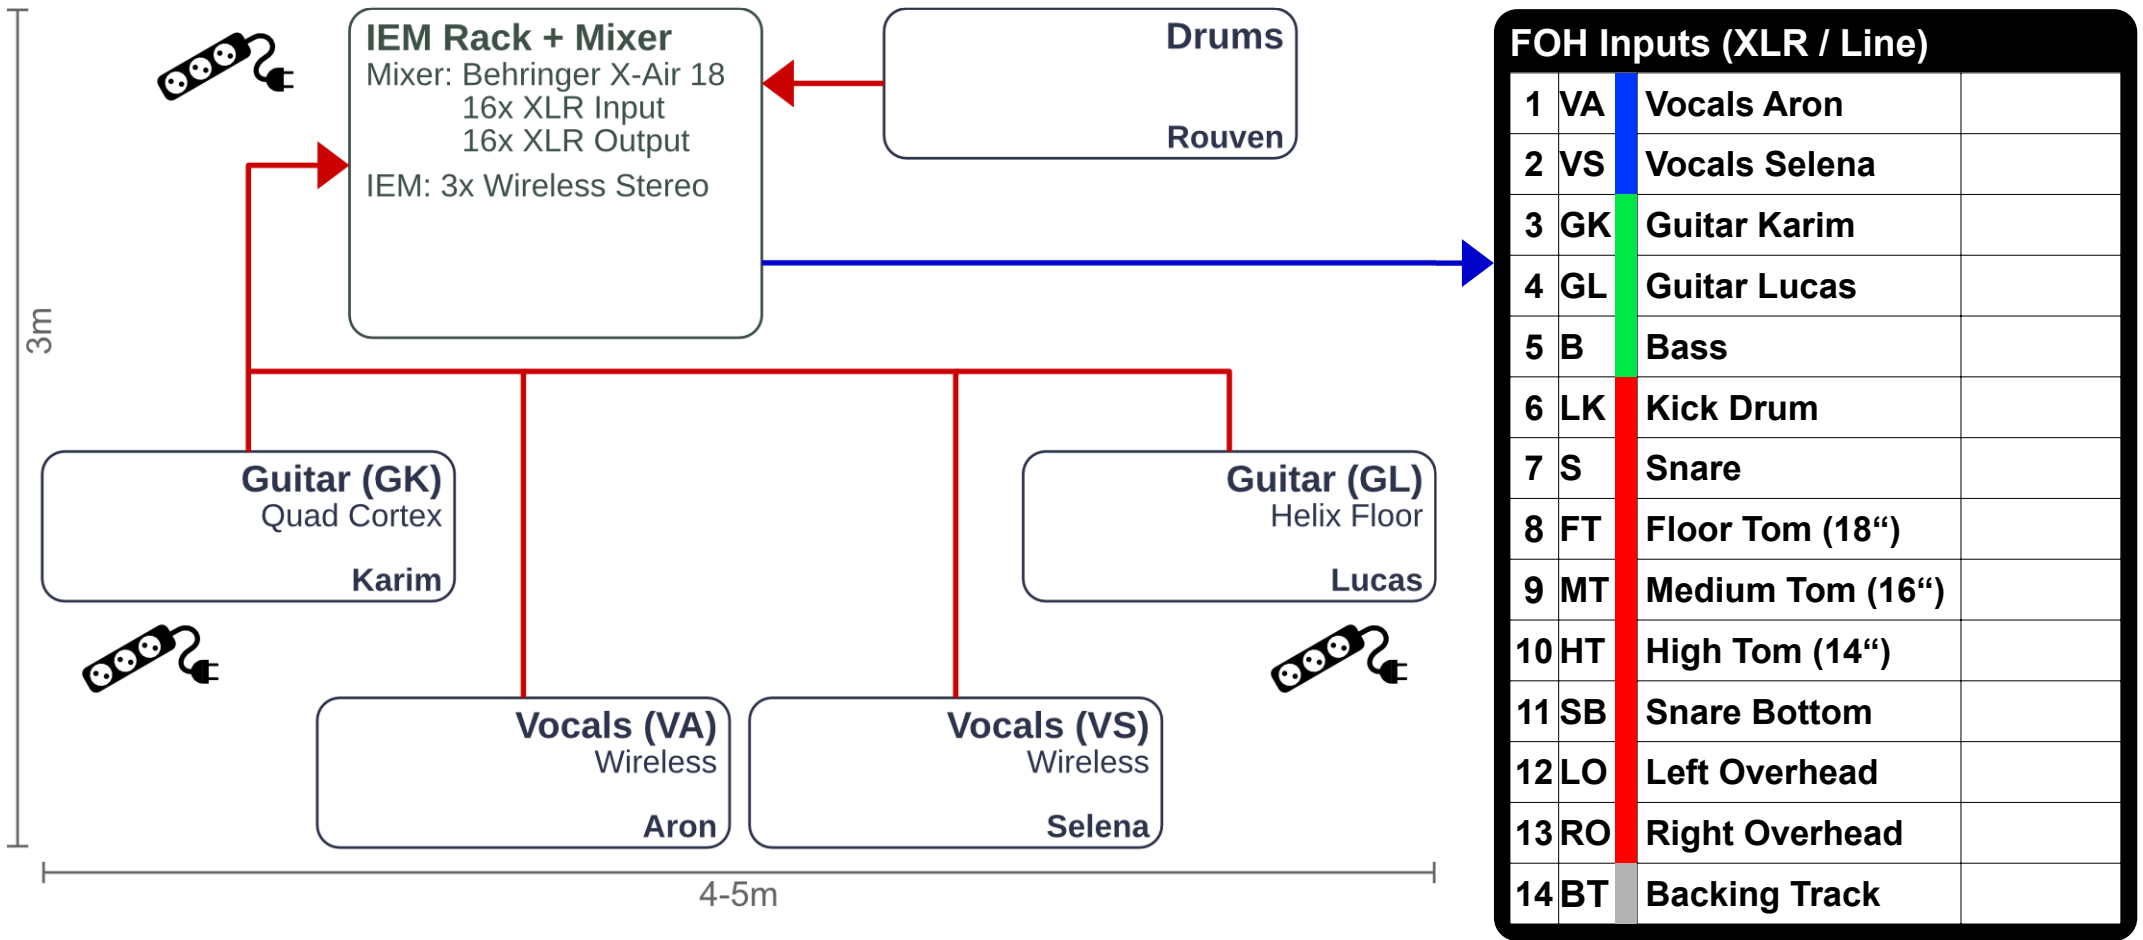 IEM Rack + Mixer
Mixer: Behringer X-Air 18
16x XLR Input
16x XLR Output
IEM: 3x Wireless Stereo
Drums
Rouven
3m
Guitar (GK)
Quad Cortex
Karim
Guitar (GL)
Helix Floor
Lucas
Vocals (VA)
Wireless
Aron
Vocals (VS)
Wireless
Selena
4-5m
FOH Inputs (XLR / Line)
1 VA Vocals Aron
2 VS Vocals Selena
3 GK Guitar Karim
4 GL Guitar Lucas
5 B Bass
6 LK Kick Drum
7 S Snare
8 FT Floor Tom (18“)
9 MT Medium Tom (16“)
10 HT High Tom (14“)
11 SB Snare Bottom
12 LO Left Overhead
13 RO Right Overhead
14 BT Backing Track